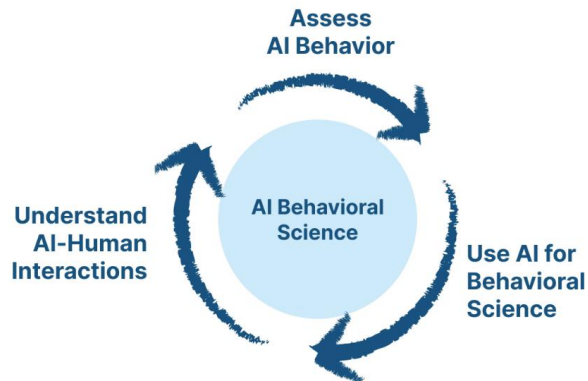 Assess
AI Behavior
AI Behavioral
Science
Understand
AI-Human
Interactions
Use AI for
Behavioral
Science